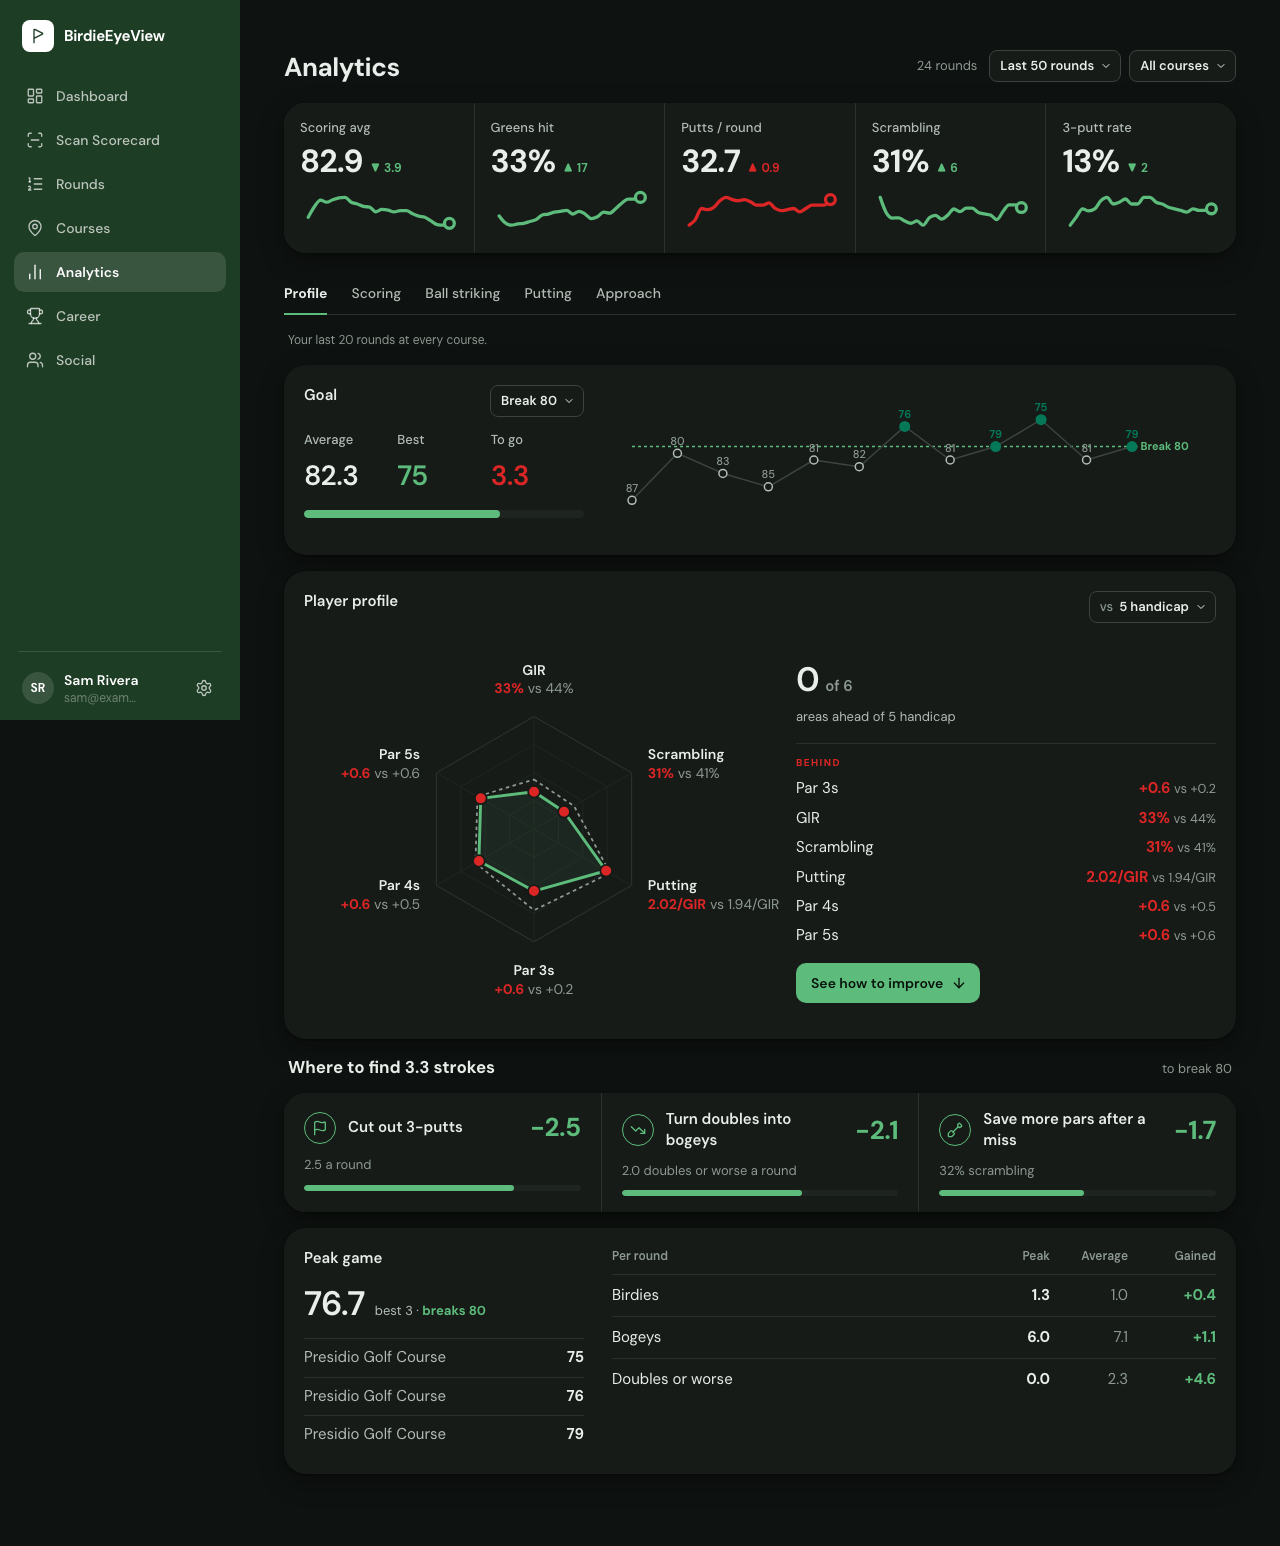 BirdieEyeView
Dashboard
Scan Scorecard
Rounds
Courses
Analytics
Career
Social
SR
Sam Rivera
sam@exam...
Analytics
24 rounds
Last 50 rounds
All courses
Scoring avg
82.9 ▼ 3.9
Greens hit
33% ▲ 17
Putts / round
32.7 ▲ 0.9
Scrambling
31% ▲ 6
3-putt rate
13% ▼ 2
Profile
Scoring
Ball striking
Putting
Approach
Your last 20 rounds at every course.
Goal
Break 80
Average
Best
To go
82.3
75
3.3
87
80
83
85
81
82
76
81
79
75
81
79
Break 80
Player profile
vs 5 handicap
GIR
33% vs 44%
Scrambling
31% vs 41%
Putting
2.02/GIR vs 1.94/GIR
Par 3s
+0.6 vs +0.2
Par 4s
+0.6 vs +0.5
Par 5s
+0.6 vs +0.6
0 of 6
areas ahead of 5 handicap
BEHIND
Par 3s +0.6 vs +0.2
GIR 33% vs 44%
Scrambling 31% vs 41%
Putting 2.02/GIR vs 1.94/GIR
Par 4s +0.6 vs +0.5
Par 5s +0.6 vs +0.6
See how to improve
Where to find 3.3 strokes
to break 80
Cut out 3-putts
−2.5
2.5 a round
Turn doubles into
bogeys
−2.1
2.0 doubles or worse a round
Save more pars after a
miss
−1.7
32% scrambling
Peak game
76.7 best 3 · breaks 80
Presidio Golf Course 75
Presidio Golf Course 76
Presidio Golf Course 79
Per round Peak Average Gained
Birdies 1.3 1.0 +0.4
Bogeys 6.0 7.1 +1.1
Doubles or worse 0.0 2.3 +4.6